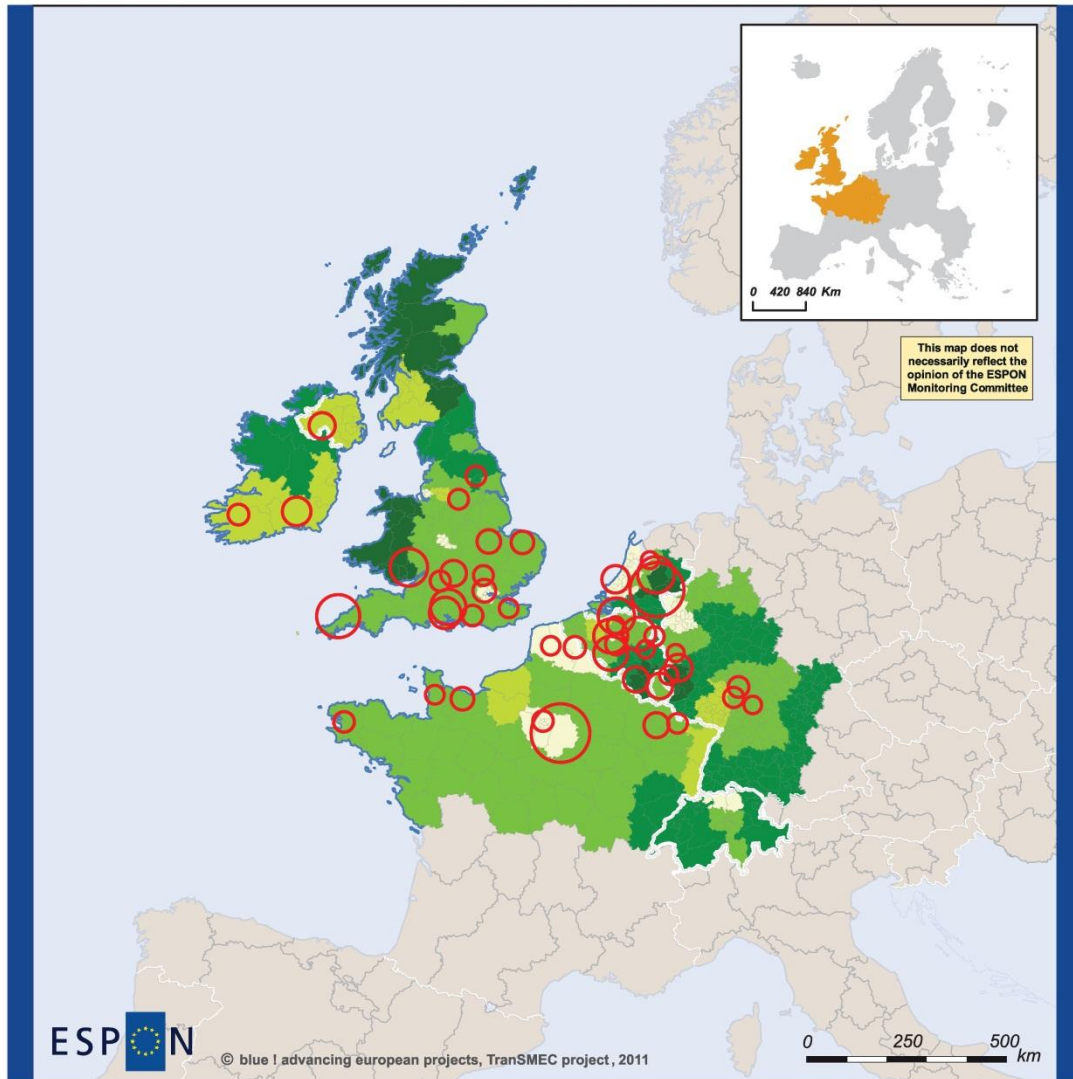 0 420 840 Km
This map does not
necessarily reflect the
opinion of the ESPON
Monitoring Committee
ESPON
© blue ! advancing european projects, TranSMEC project, 2011
0 250 500
km